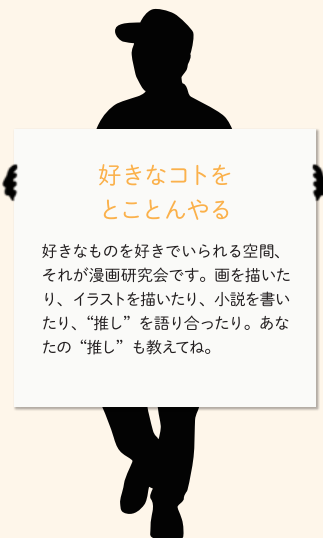 好きなコトを
とことんやる
好きなものを好きでいられる空間、
それが漫画研究会です。画を描いた
り、イラストを描いたり、小説を書い
たり、“推し”を語り合ったり。あな
たの“推し”も教えてね。